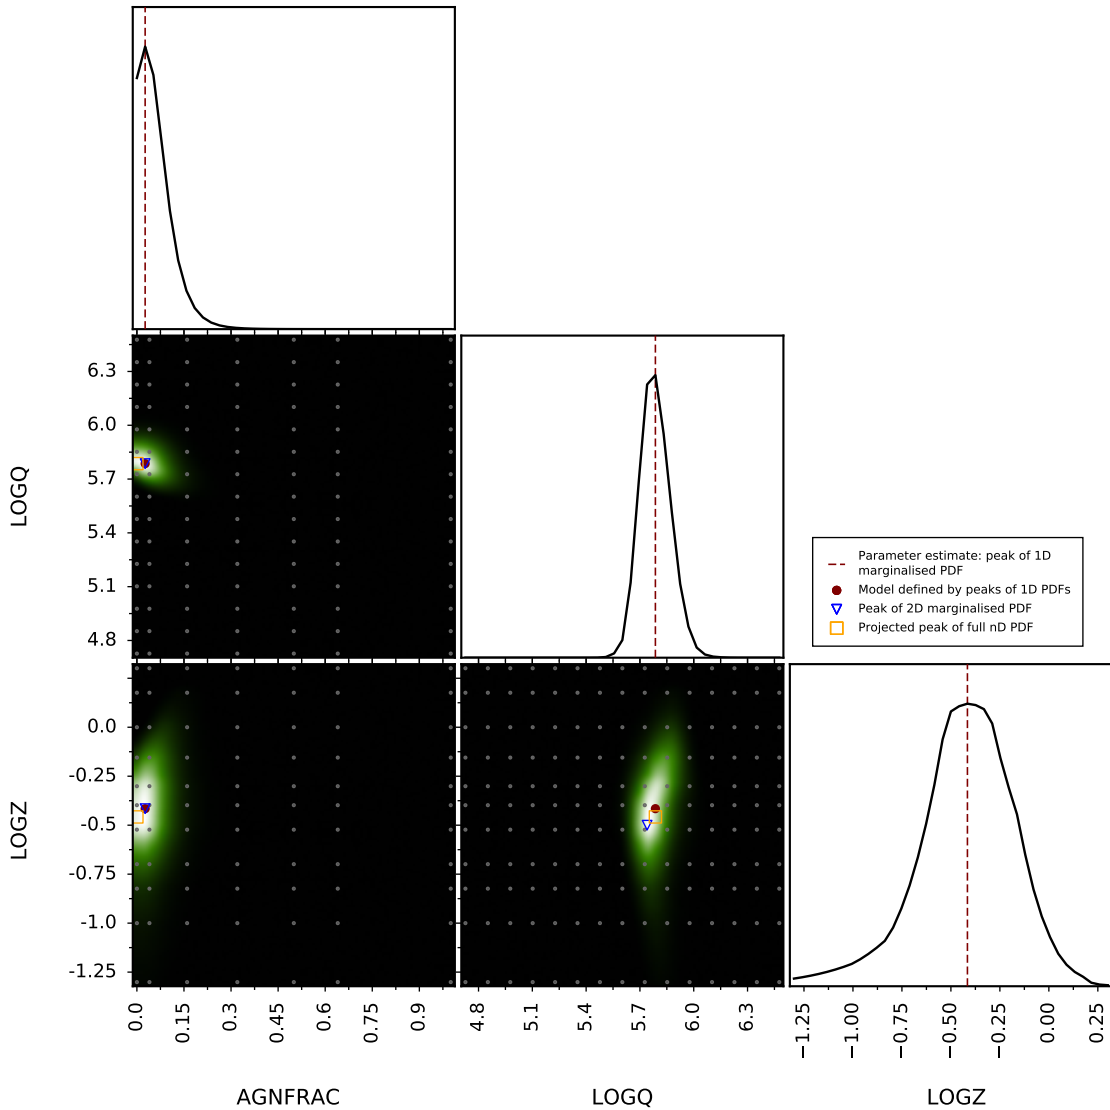 6.3
6.0
5.7
5.4
5.1
4.8
LOGQ
Parameter estimate: peak of 1D
marginalised PDF
Model defined by peaks of 1D PDFs
Peak of 2D marginalised PDF
Projected peak of full nD PDF
0.0
-0.25
-0.5
-0.75
-1.0
-1.25
LOGZ
0.0 0.15 0.3 0.45 0.6 0.75 0.9
4.8 5.1 5.4 5.7 6.0 6.3
−1.25 −1.00 −0.75 −0.50 −0.25 0.00 0.25
AGNFRAC LOGQ LOGZ